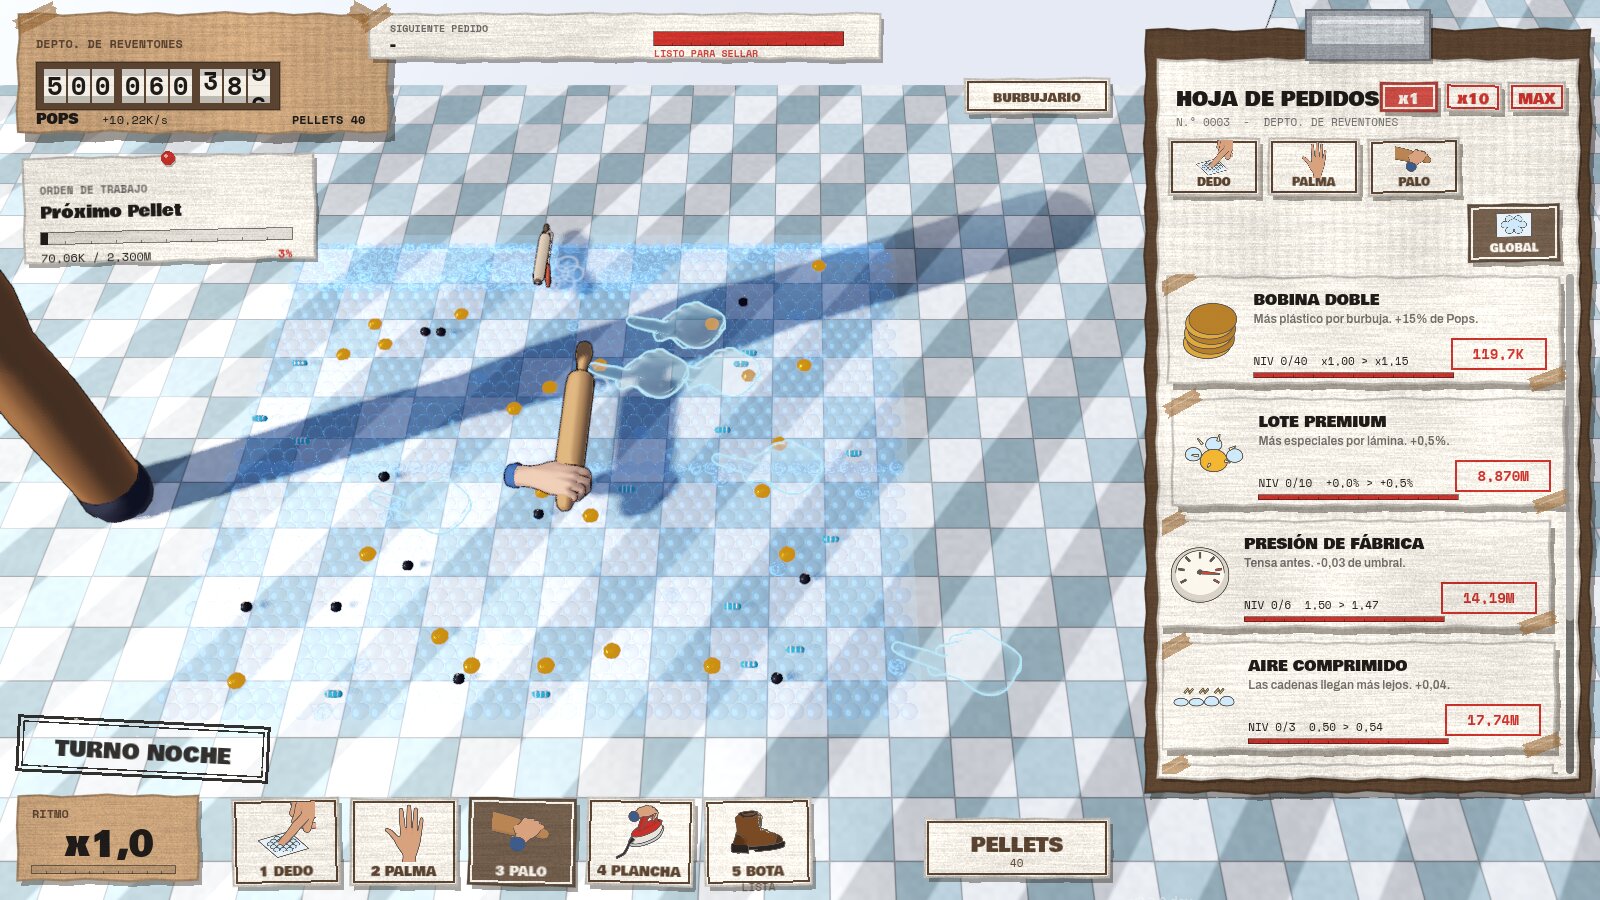 DEPTO. DE REVENTONES
500 060 385
POPS +10,22K/s PELLETS 40
SIGUIENTE PEDIDO
-
LISTO PARA SELLAR
ORDEN DE TRABAJO
Próximo Pellet
70,06K / 2,300M 3%
BURBUJARIO
HOJA DE PEDIDOS x1 x10 MAX
N.° 0003 - DEPTO. DE REVENTONES
DEDO PALMA PALO
GLOBAL
BOBINA DOBLE
Más plástico por burbuja. +15% de Pops.
NIV 0/40 x1,00 > x1,15 119,7K
LOTE PREMIUM
Más especiales por lámina. +0,5%.
NIV 0/10 +0,0% > +0,5% 8,870M
PRESIÓN DE FÁBRICA
Tensa antes. -0,03 de umbral.
NIV 0/6 1,50 > 1,47 14,19M
AIRE COMPRIMIDO
Las cadenas llegan más lejos. +0,04.
NIV 0/3 0,50 > 0,54 17,74M
TURNO NOCHE
RITMO
x1,0
1 DEDO 2 PALMA 3 PALO 4 PLANCHA 5 BOTA
LISTA
PELLETS
40